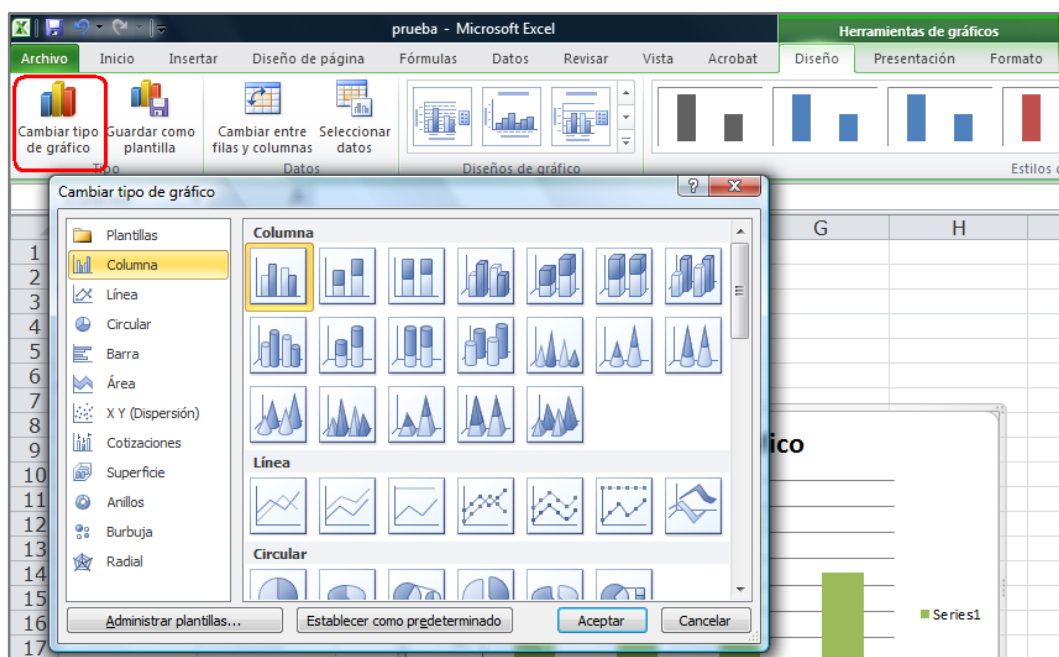 prueba - Microsoft Excel
Herramientas de gráficos
Archivo Inicio Insertar Diseño de página Fórmulas Datos Revisar Vista Acrobat Diseño Presentación Formato
Cambiar tipo de gráfico
Guardar como plantilla
Cambiar entre filas y columnas
Seleccionar datos
Tipo Datos Diseños de gráfico Estilos
Cambiar tipo de gráfico
?
Plantillas
Columna
Línea
Circular
Barra
Área
X Y (Dispersión)
Cotizaciones
Superficie
Anillos
Burbuja
Radial
Columna
Línea
Circular
Administrar plantillas...
Establecer como predeterminado
Aceptar
Cancelar
G H
1
2
3
4
5
6
7
8
9
10
11
12
13
14
15
16
17
ico
Series1